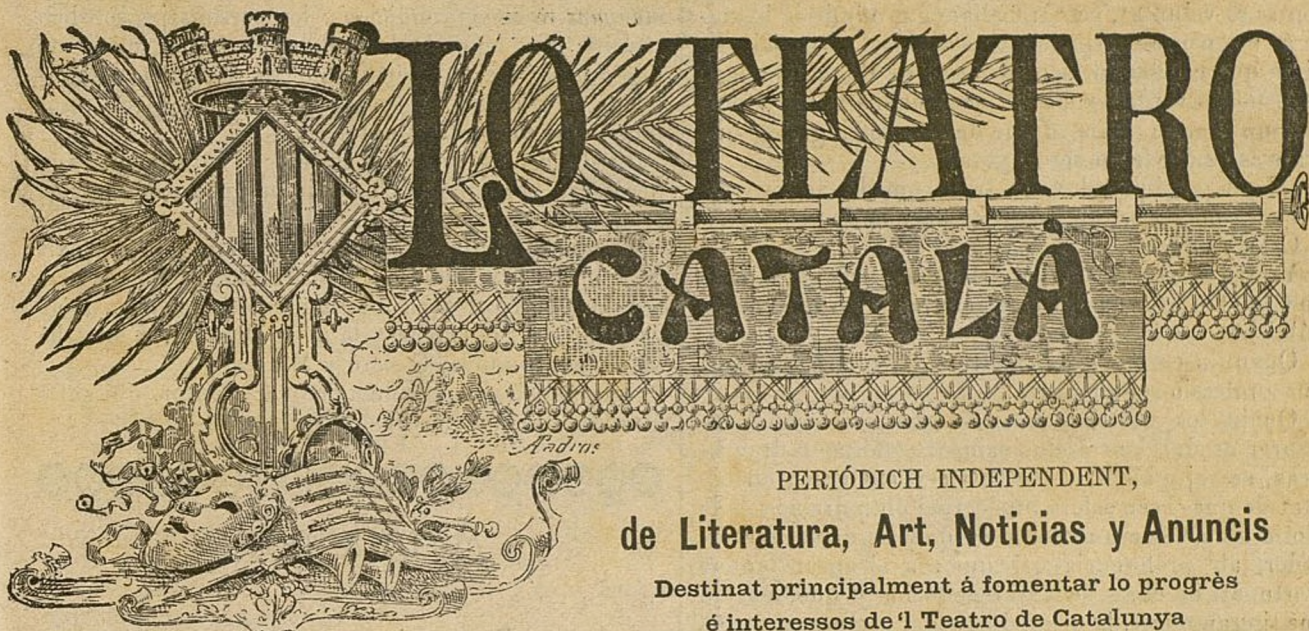 LO TEATRO
CATALÀ
PERIÓDICH INDEPENDENT,
de Literatura, Art, Noticias y Anuncis
Destinat principalment á fomentar lo progrès
é interessos de 'l Teatro de Catalunya